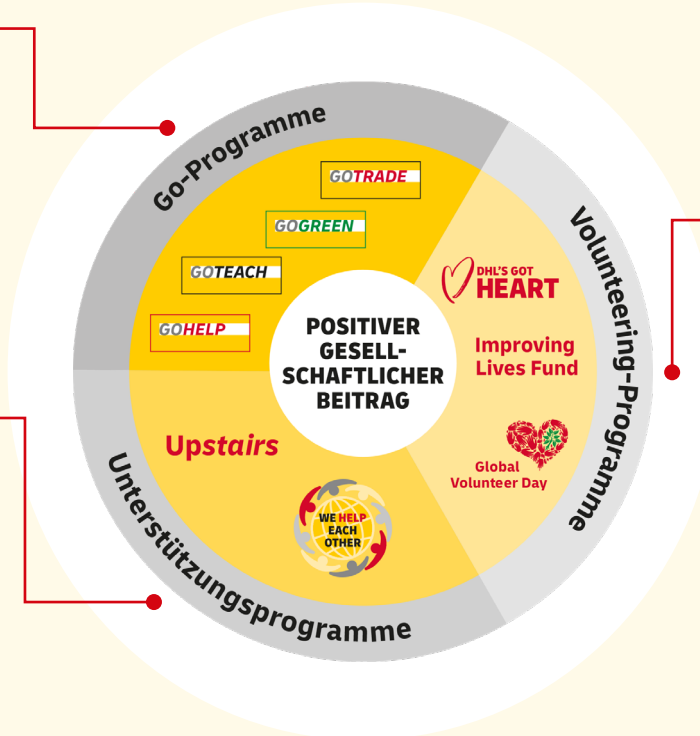 Go-Programme
GOTRADE
GOGREEN
GOTEACH
GOHELP
Volunteering-Programme
DHL'S GOT
HEART
Improving
Lives Fund
Global
Volunteer Day
POSITIVER
GESELL-
SCHAFTLICHER
BEITRAG
Upstairs
WE HELP
EACH
OTHER
Unterstützungsprogramme